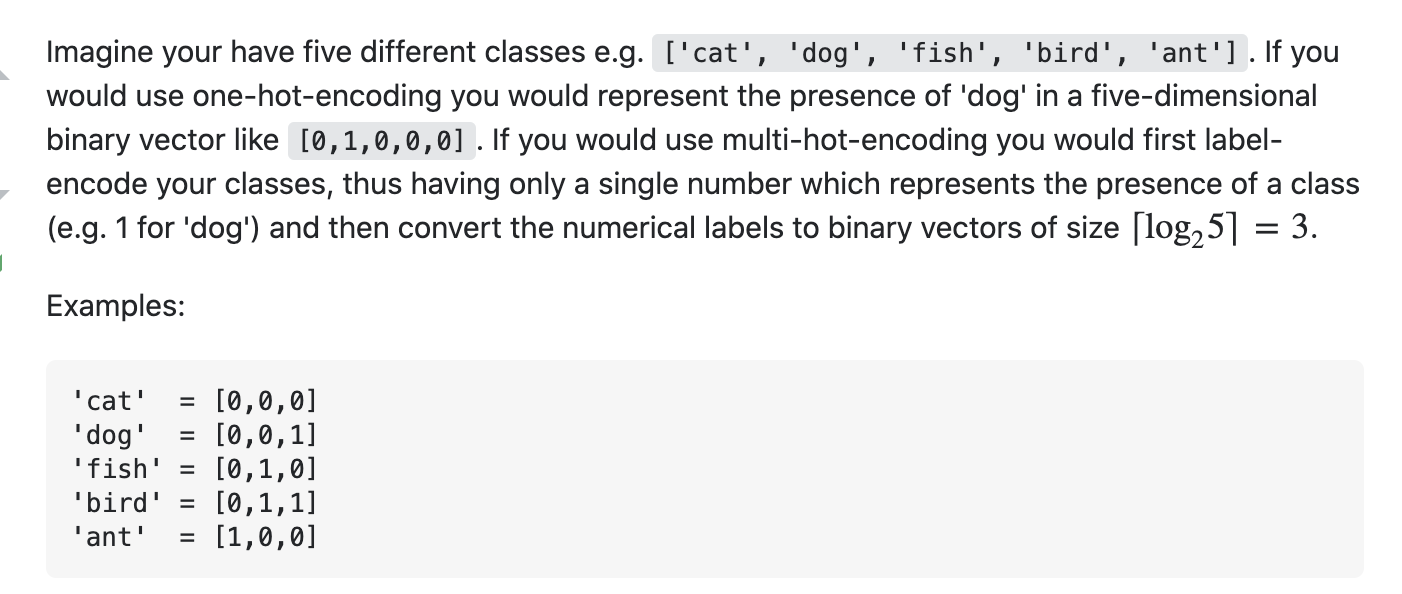 Imagine your have five different classes e.g. ['cat', 'dog', 'fish', 'bird', 'ant']. If you
would use one-hot-encoding you would represent the presence of 'dog' in a five-dimensional
binary vector like [0,1,0,0,0]. If you would use multi-hot-encoding you would first label-
encode your classes, thus having only a single number which represents the presence of a class
(e.g. 1 for 'dog') and then convert the numerical labels to binary vectors of size ⌈log₂5⌉ = 3.
Examples:
'cat'  = [0,0,0]
'dog'  = [0,0,1]
'fish' = [0,1,0]
'bird' = [0,1,1]
'ant'  = [1,0,0]